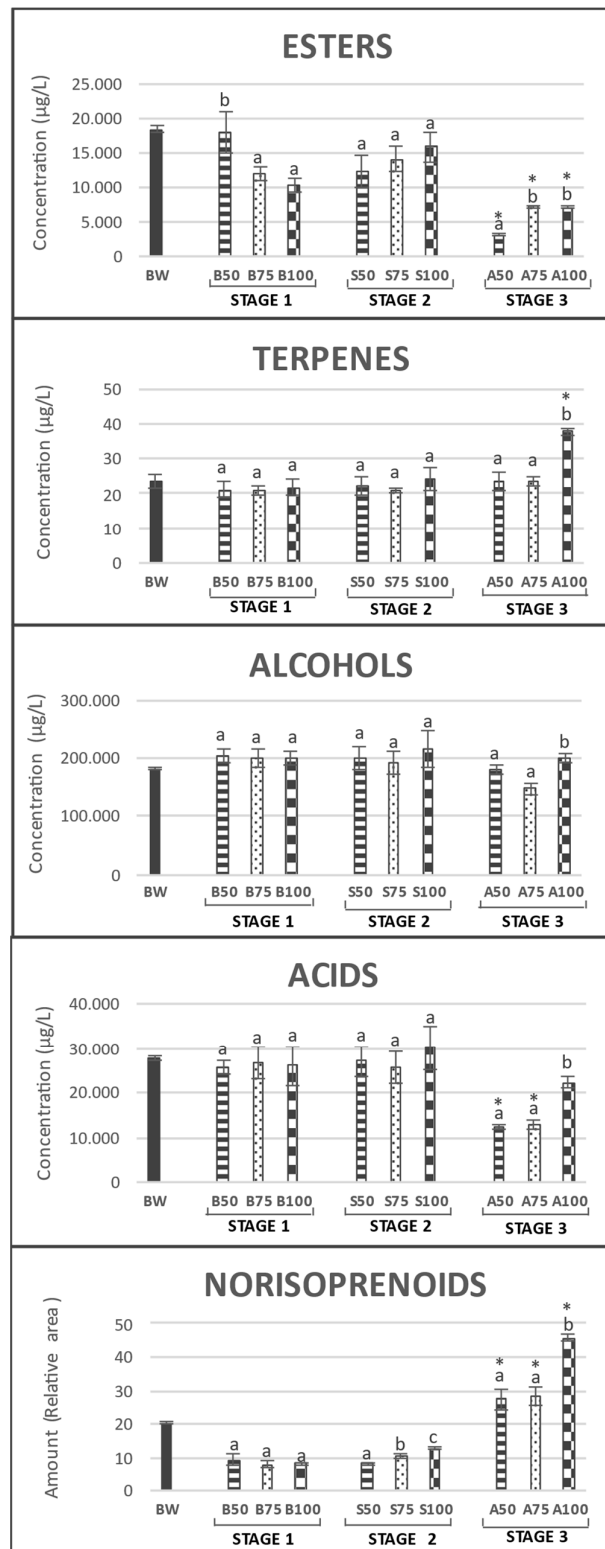 ESTERS
Concentration (µg/L)
25.000
20.000
15.000
10.000
5.000
0
b
a
a
a
a
a
*
a
*
b
*
b
BW
B50 B75 B100
S50 S75 S100
A50 A75 A100
STAGE 1
STAGE 2
STAGE 3
TERPENES
Concentration (µg/L)
50
40
30
20
10
0
a
a
a
a
a
a
a
a
*
b
BW
B50 B75 B100
S50 S75 S100
A50 A75 A100
STAGE 1
STAGE 2
STAGE 3
ALCOHOLS
Concentration (µg/L)
300.000
200.000
100.000
0
a
a
a
a
a
a
a
a
b
BW
B50 B75 B100
S50 S75 S100
A50 A75 A100
STAGE 1
STAGE 2
STAGE 3
ACIDS
Concentration (µg/L)
40.000
30.000
20.000
10.000
0
a
a
a
a
a
a
*
a
*
a
b
BW
B50 B75 B100
S50 S75 S100
A50 A75 A100
STAGE 1
STAGE 2
STAGE 3
NORISOPRENOIDS
Amount (Relative area)
50
40
30
20
10
0
a
a
a
a
b
c
*
a
*
a
*
b
BW
B50 B75 B100
S50 S75 S100
A50 A75 A100
STAGE 1
STAGE 2
STAGE 3